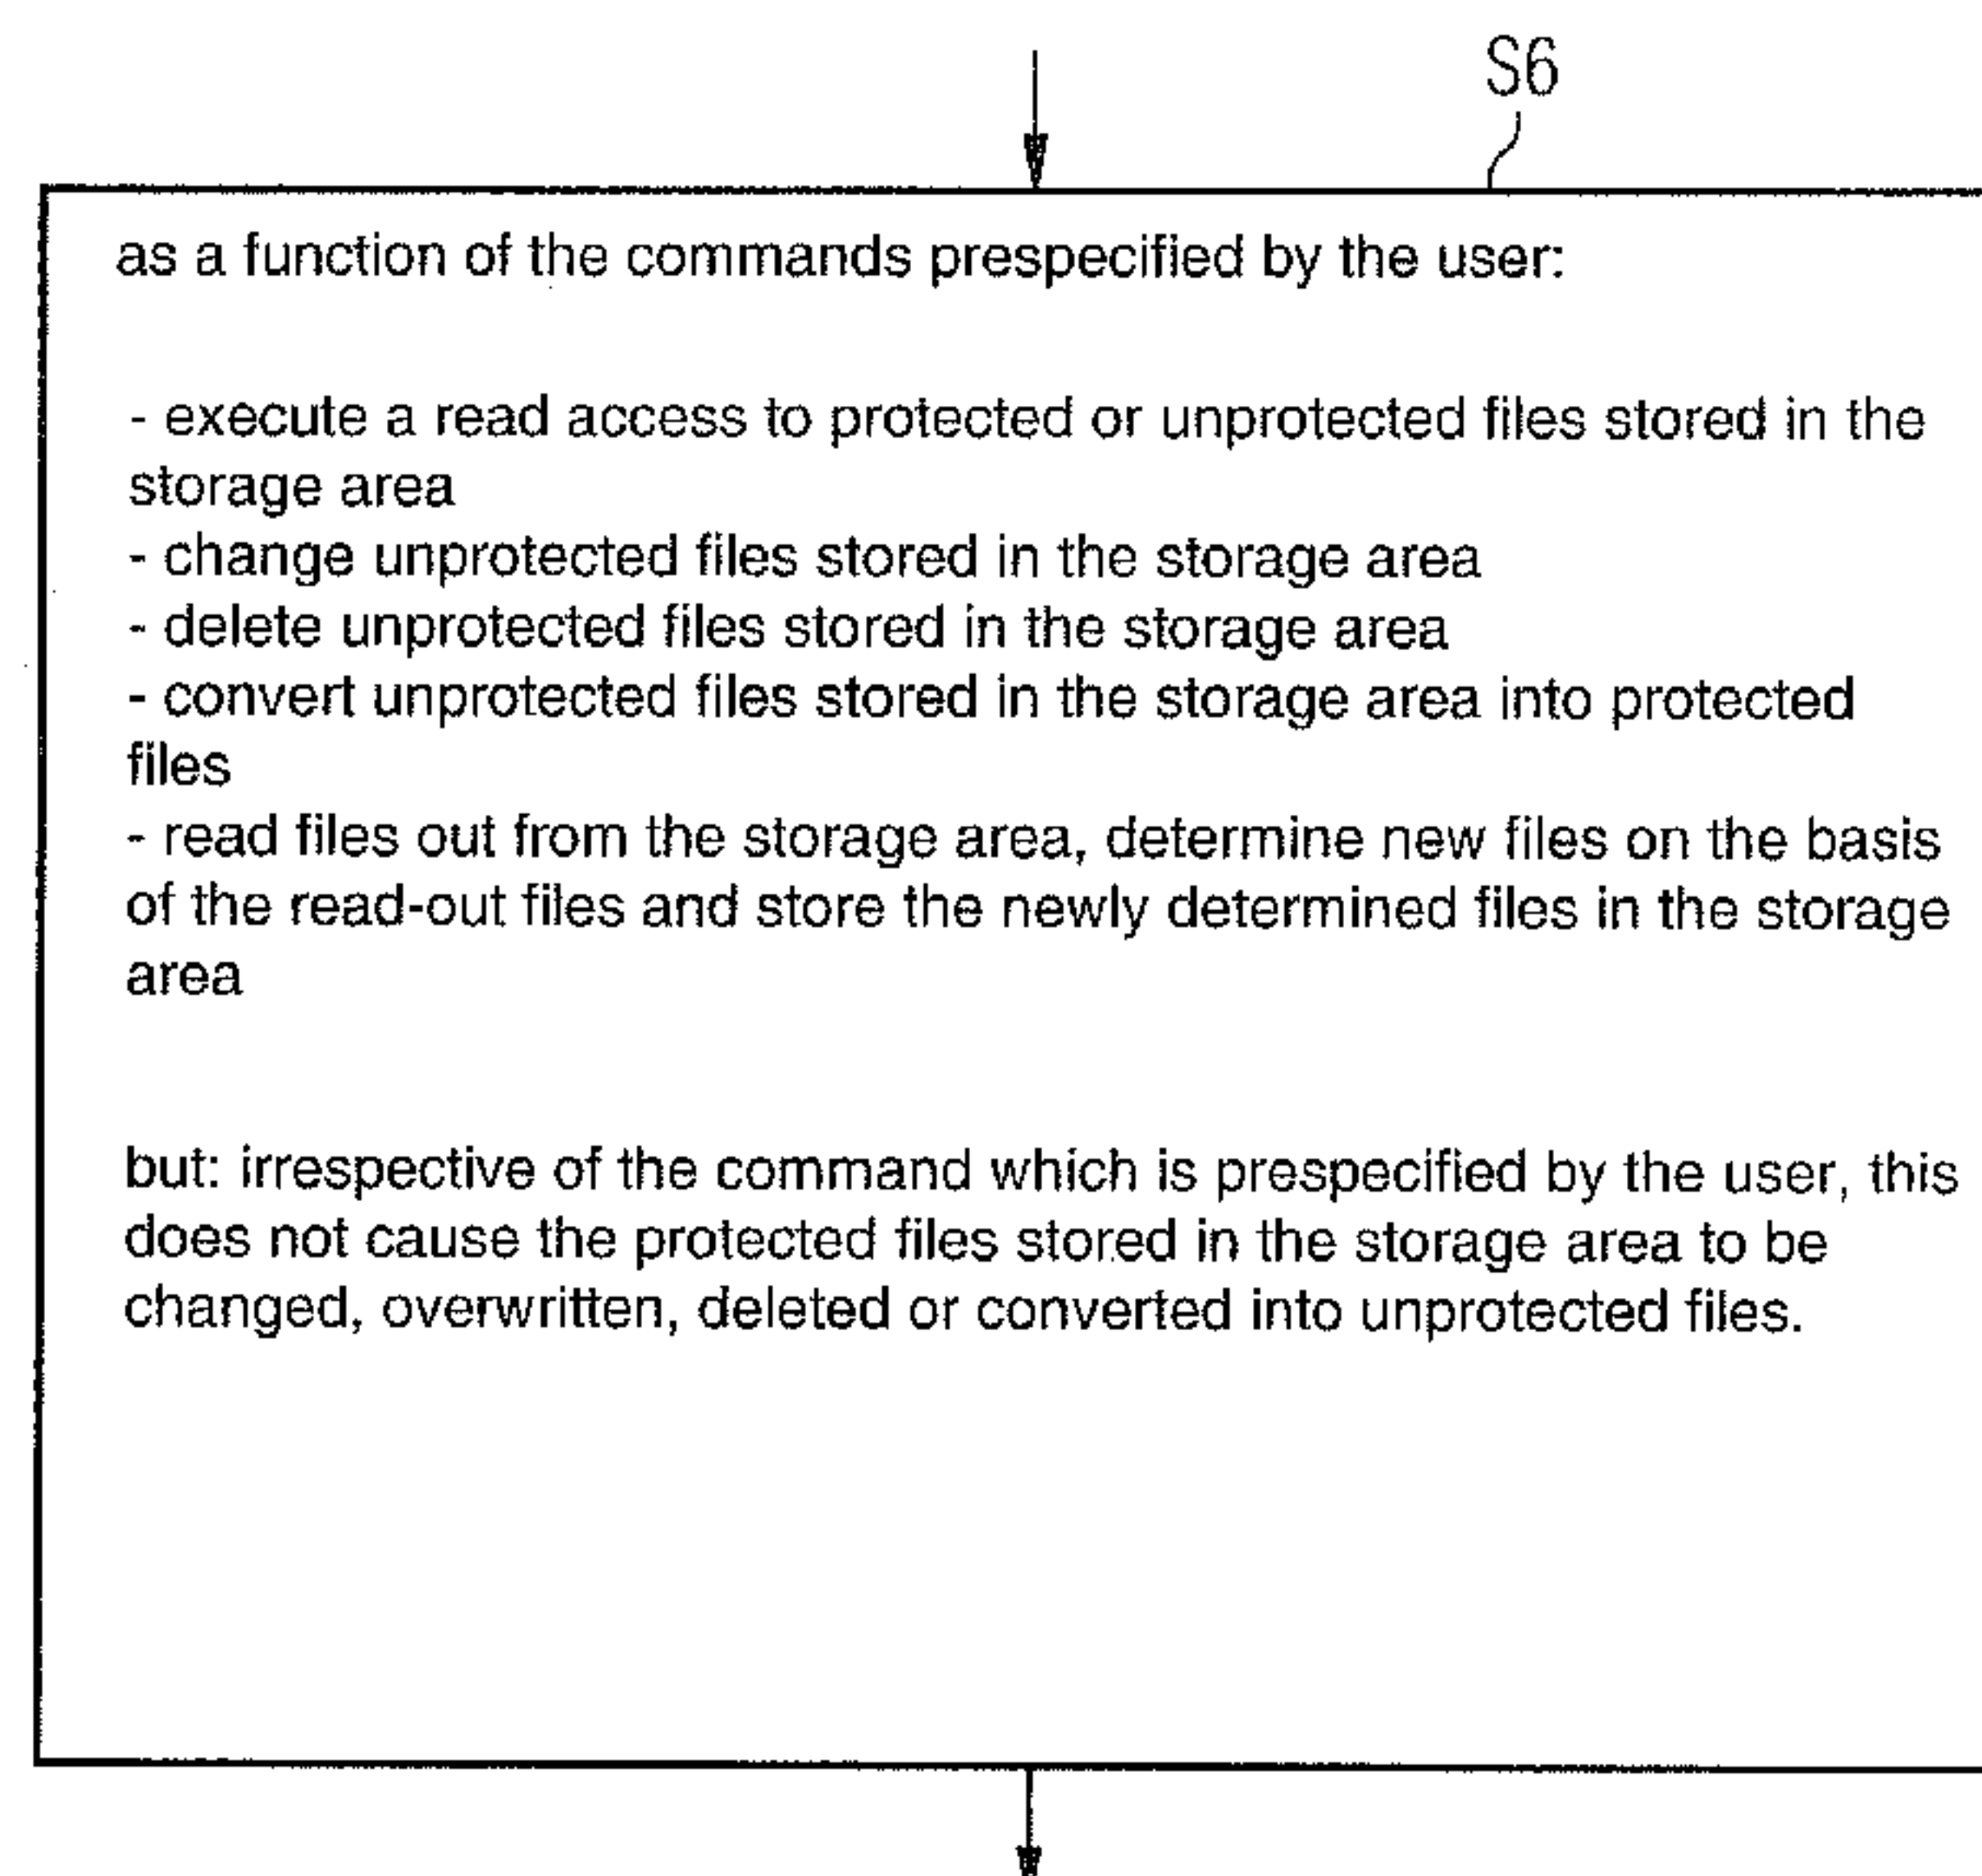 S6
as a function of the commands prespecified by the user:
- execute a read access to protected or unprotected files stored in the
storage area
- change unprotected files stored in the storage area
- delete unprotected files stored in the storage area
- convert unprotected files stored in the storage area into protected
files
- read files out from the storage area, determine new files on the basis
of the read-out files and store the newly determined files in the storage
area
but: irrespective of the command which is prespecified by the user, this
does not cause the protected files stored in the storage area to be
changed, overwritten, deleted or converted into unprotected files.